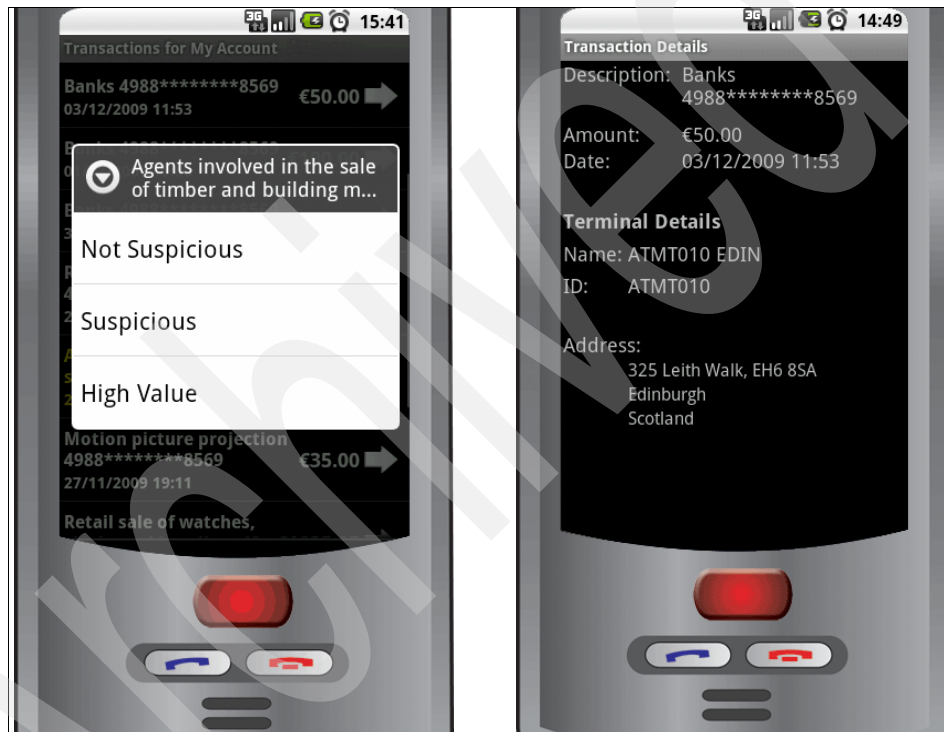 3G 15:41
Transactions for My Account
Banks 4988********8569
€50.00
03/12/2009 11:53
Agents involved in the sale
of timber and building m...
Not Suspicious
Suspicious
High Value
Motion picture projection
4988********8569
€35.00
27/11/2009 19:11
Retail sale of watches,
3G 14:49
Transaction Details
Description: Banks
4988********8569
Amount: €50.00
Date: 03/12/2009 11:53
Terminal Details
Name: ATMT010 EDIN
ID: ATMT010
Address:
325 Leith Walk, EH6 8SA
Edinburgh
Scotland
Archived